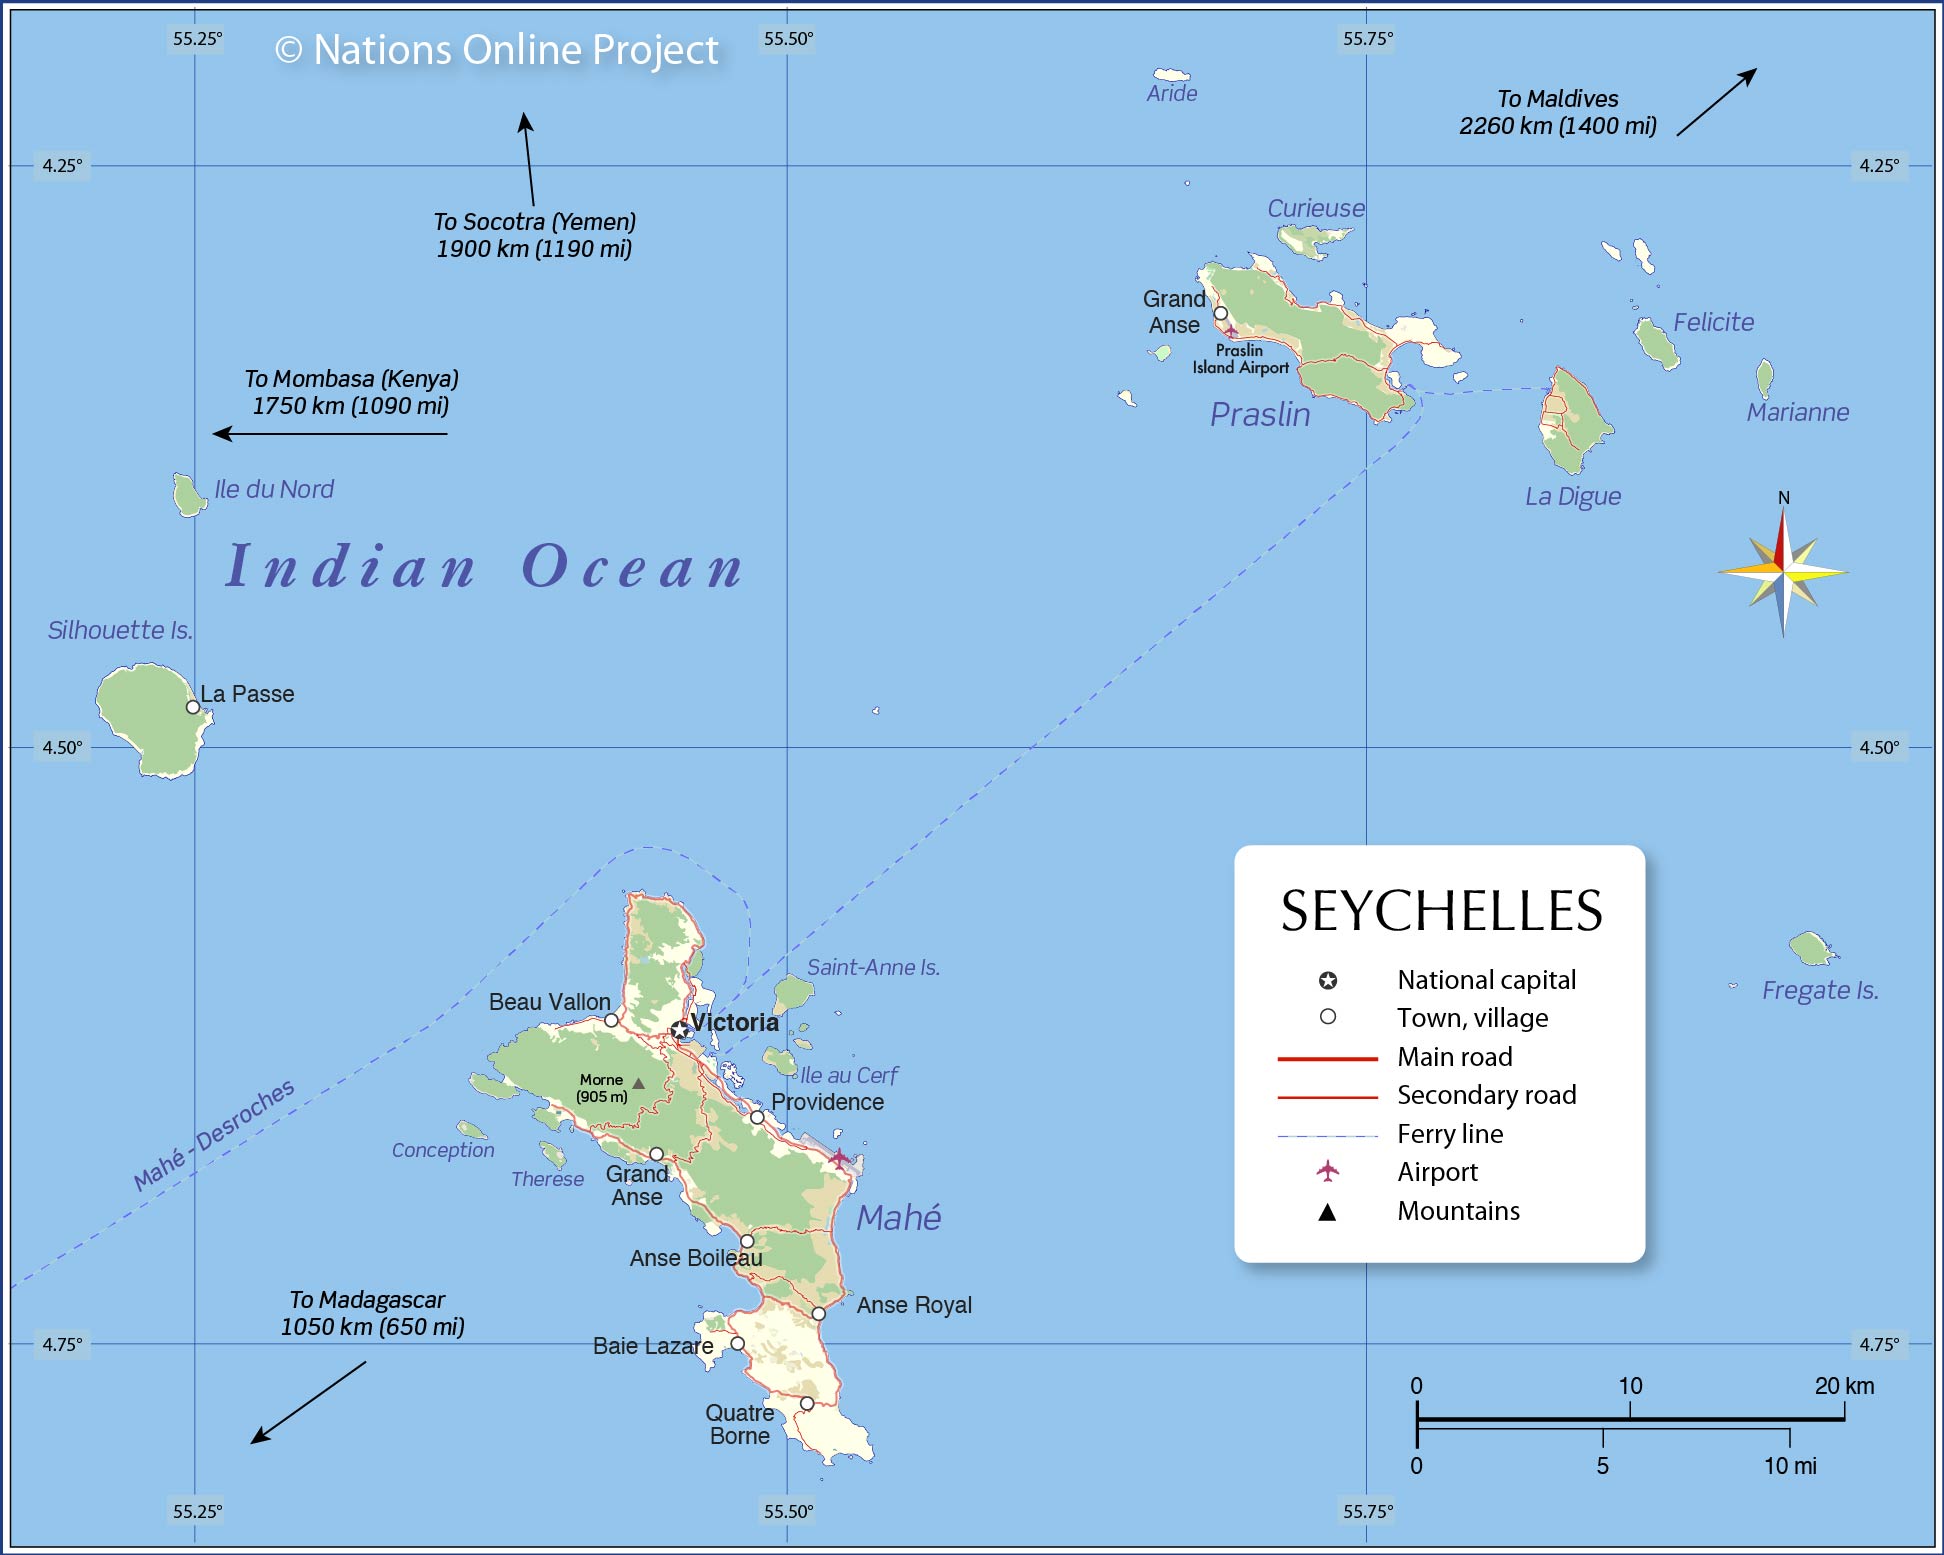 55.25°
55.50°
55.75°
© Nations Online Project
Aride
To Maldives
2260 km (1400 mi)
4.25°
4.25°
To Socotra (Yemen)
1900 km (1190 mi)
Curieuse
Grand
Anse
Praslin
Island Airport
Praslin
Felicite
Marianne
La Digue
To Mombasa (Kenya)
1750 km (1090 mi)
Ile du Nord
Indian Ocean
N
Silhouette Is.
La Passe
4.50°
4.50°
Saint-Anne Is.
Beau Vallon
Victoria
Ile au Cerf
Morne
(905 m)
Providence
Mahé - Desroches
Conception
Therese
Grand
Anse
Mahé
Anse Boileau
Anse Royal
Baie Lazare
Quatre
Borne
Fregate Is.
SEYCHELLES
National capital
Town, village
Main road
Secondary road
Ferry line
Airport
Mountains
To Madagascar
1050 km (650 mi)
4.75°
4.75°
0 10 20 km
0 5 10 mi
55.25°
55.50°
55.75°